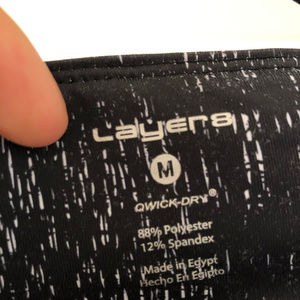 Layer8
M
QWICK-DRY®
88% Polyester
12% Spandex
Made in Egypt
Hecho En Egipto